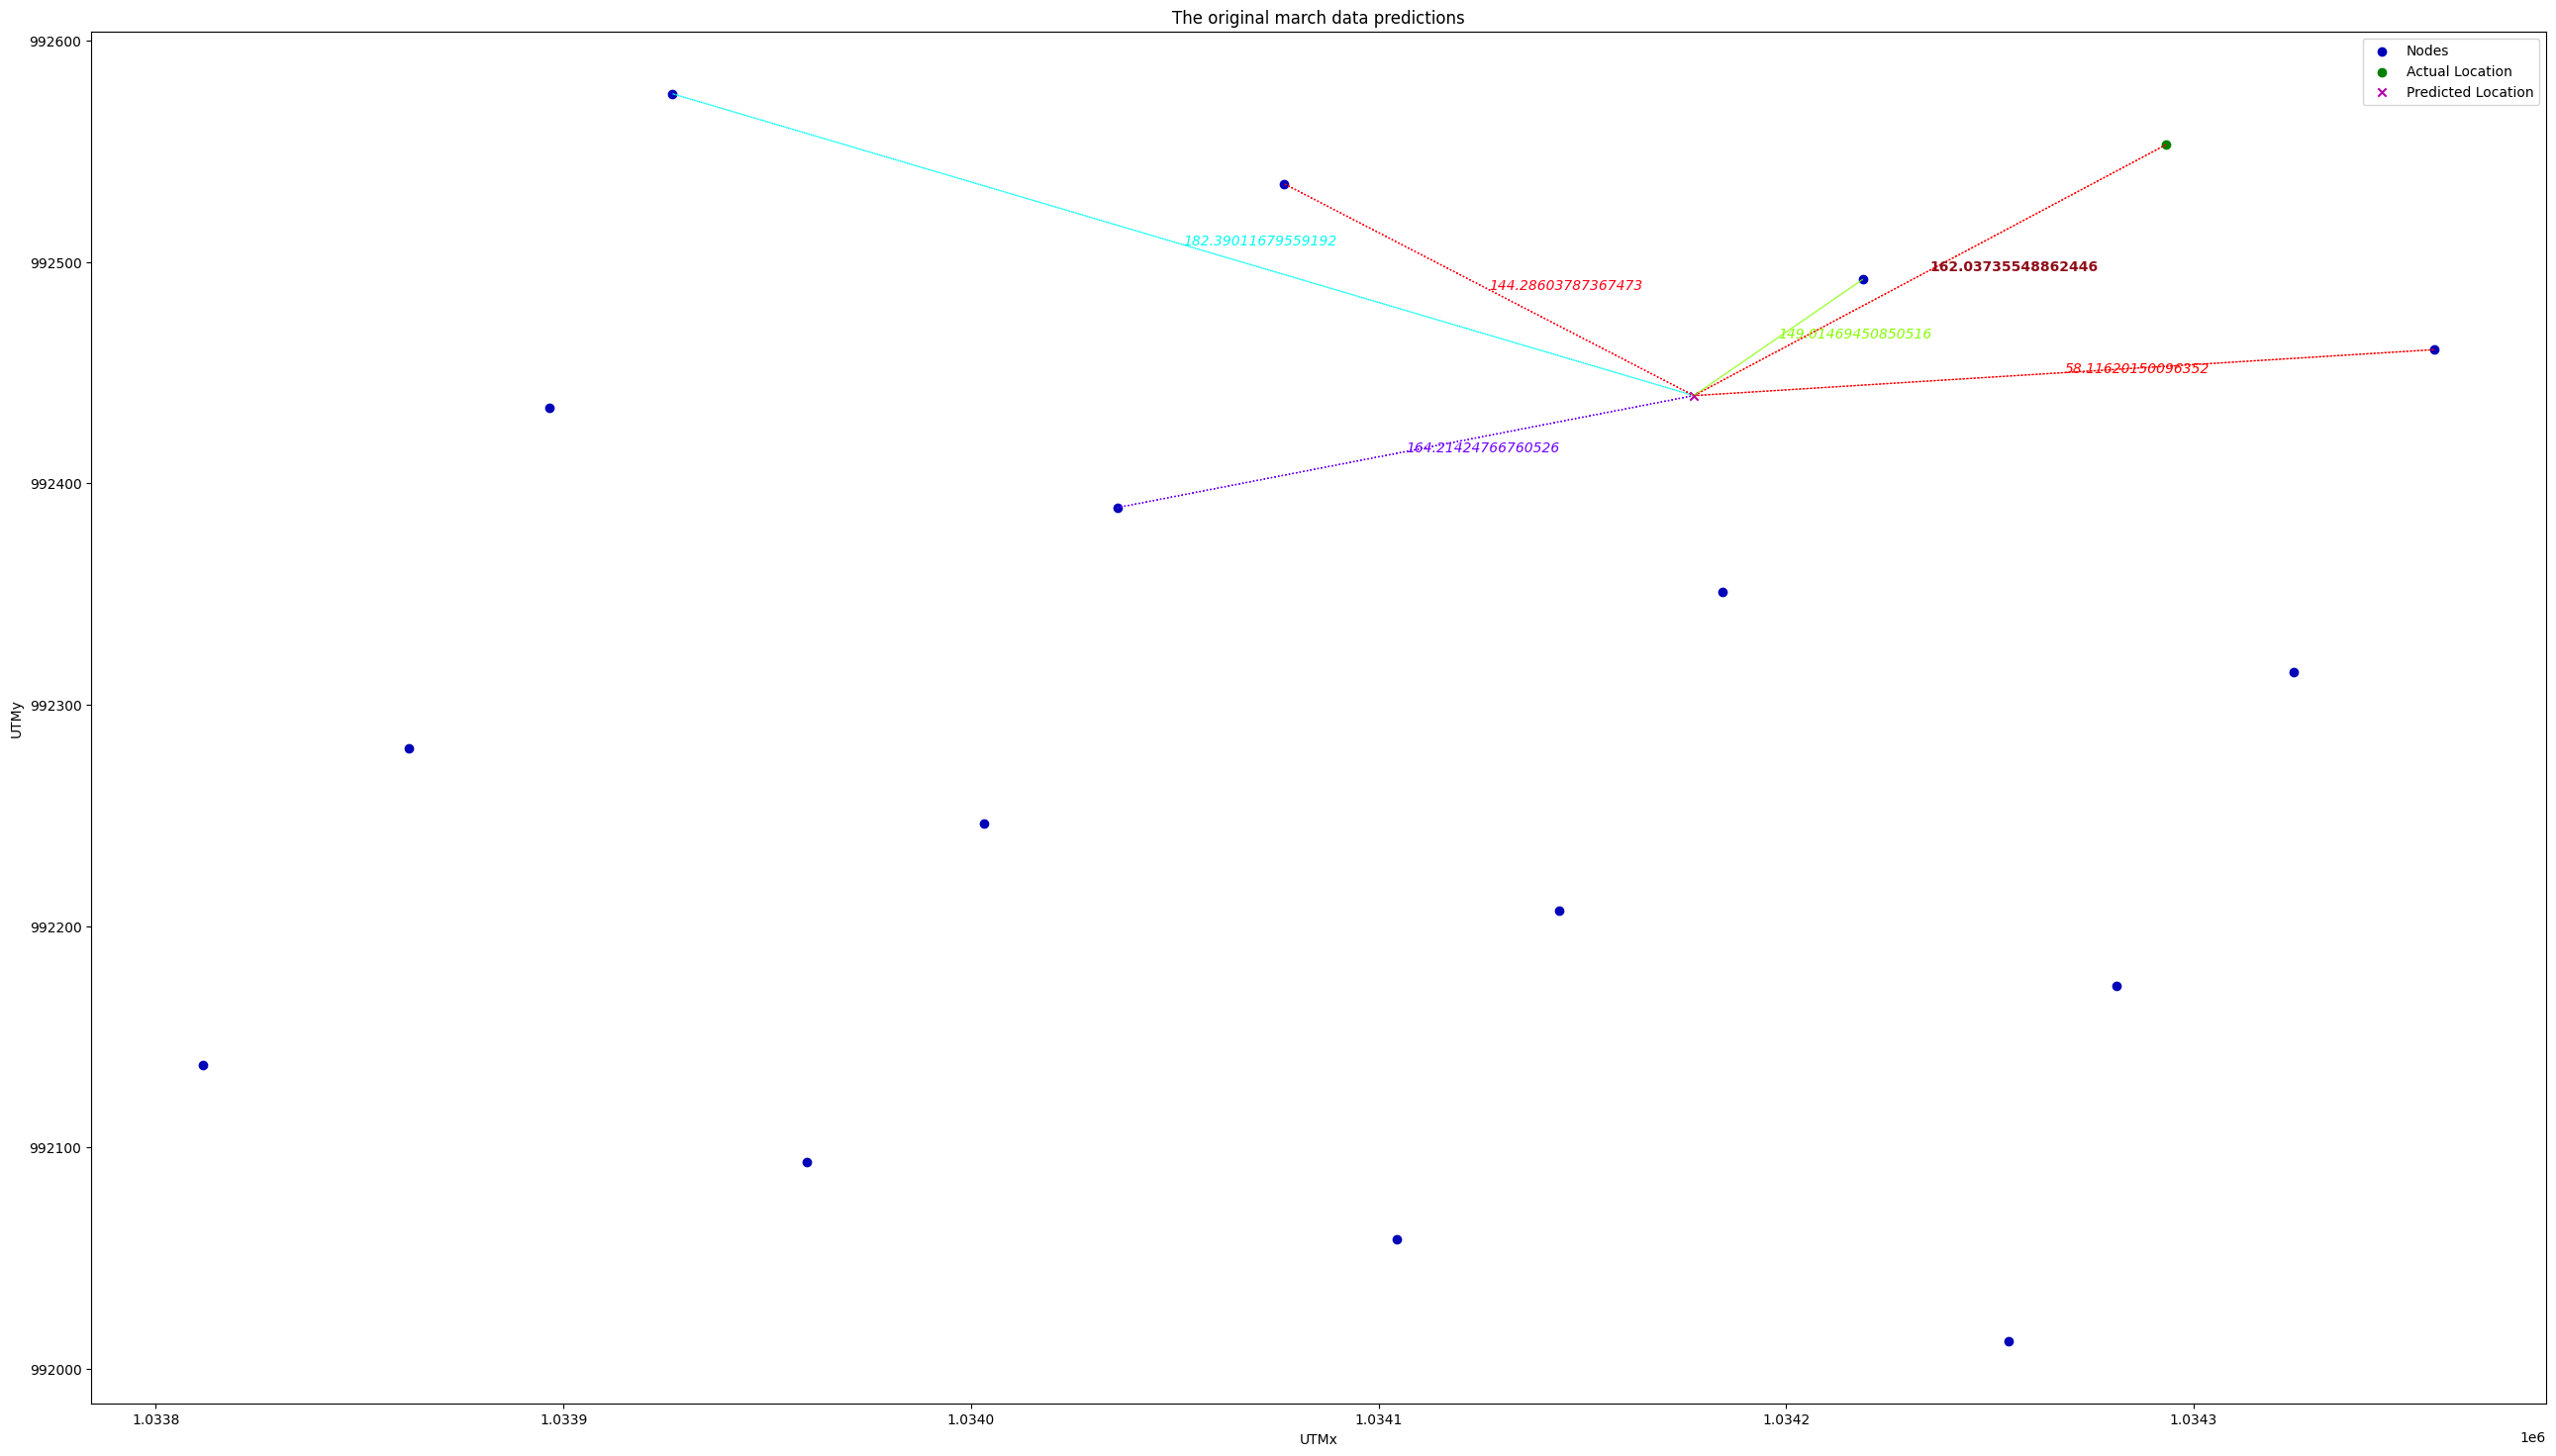 The original march data predictions
992600
992500
992400
992300
992200
992100
992000
UTMy
Nodes
Actual Location
Predicted Location
182.39011679559192
144.28603787367473
162.03735548862446
149.01469450850516
58.11620150096352
164.21424766760526
1.0338 1.0339 1.0340 1.0341 1.0342 1.0343
UTMx
1e6